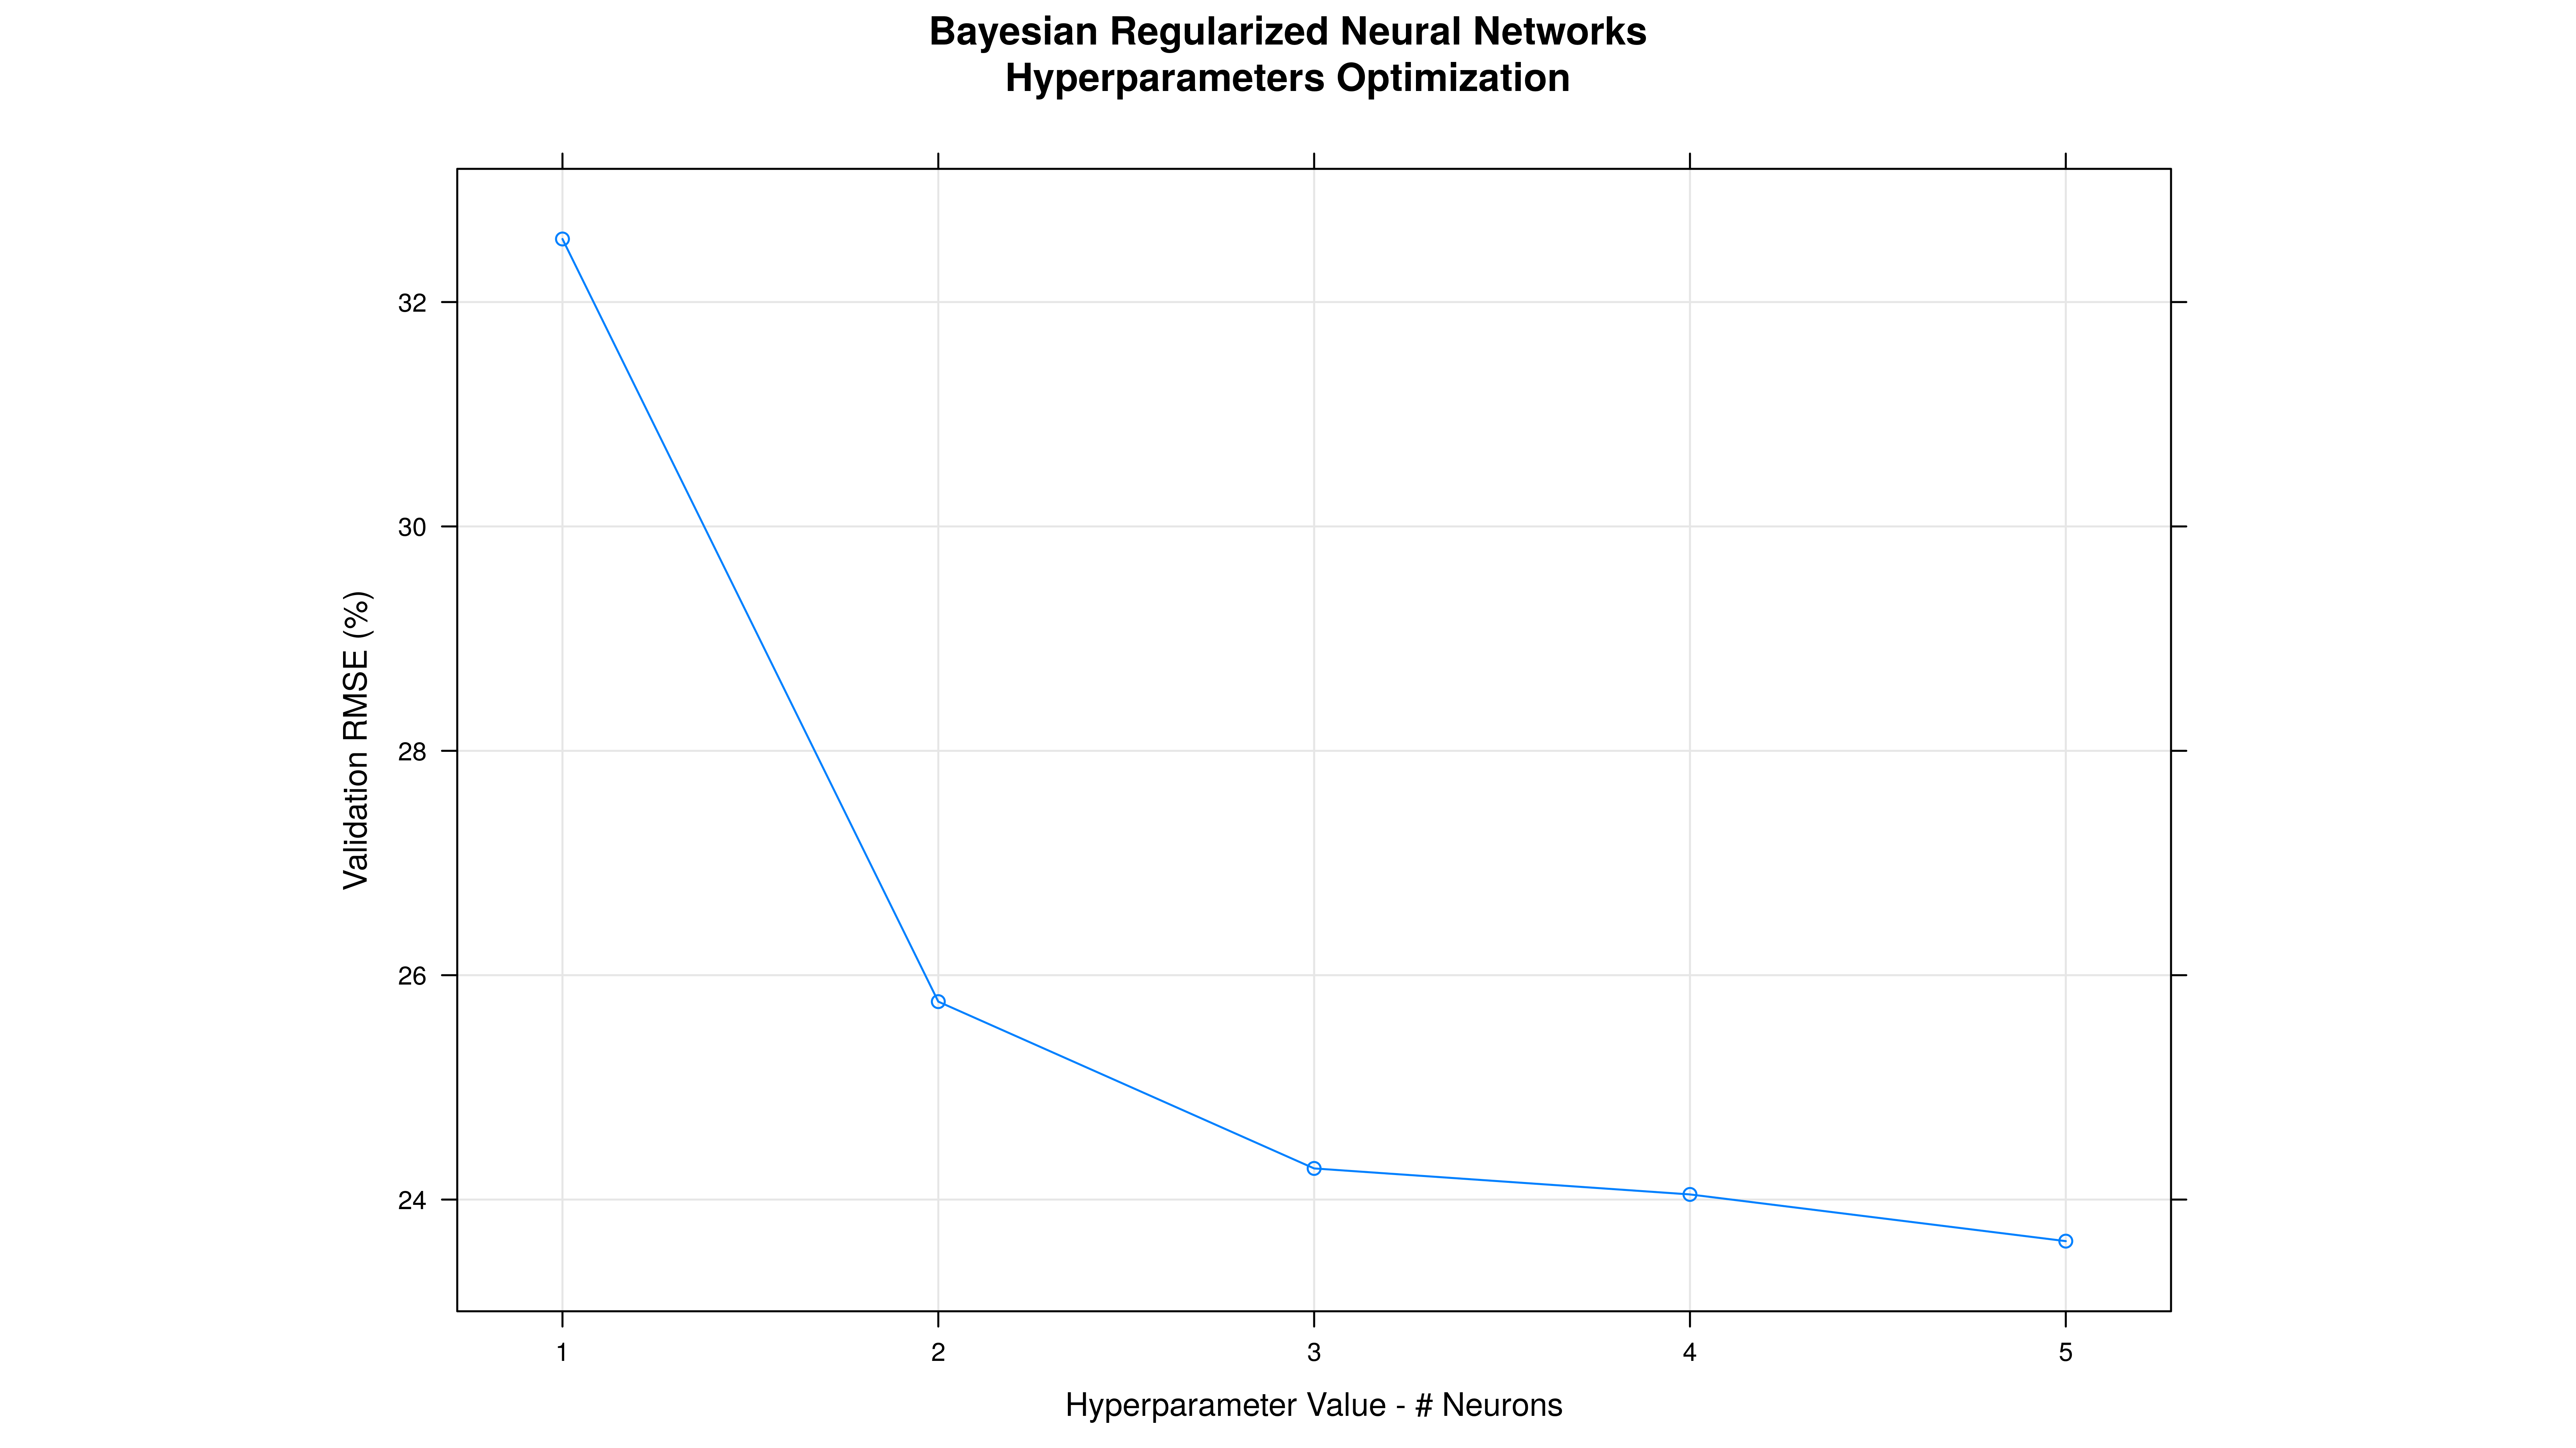 Bayesian Regularized Neural Networks
Hyperparameters Optimization
Validation RMSE (%)
32
30
28
26
24
1 2 3 4 5
Hyperparameter Value - # Neurons